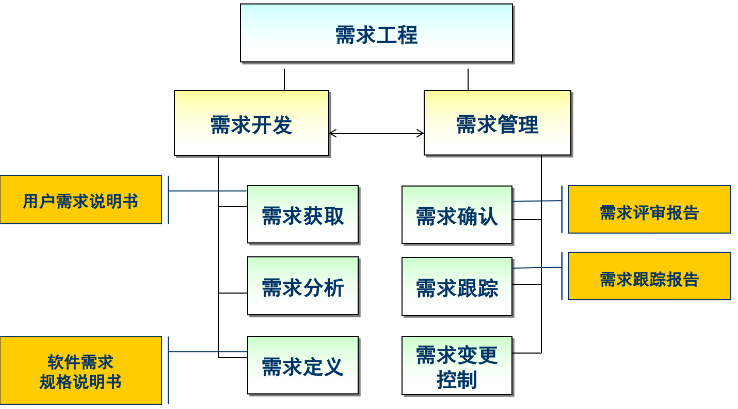 需求工程
需求开发
需求管理
用户需求说明书
需求获取
需求确认
需求评审报告
需求分析
需求跟踪
需求跟踪报告
软件需求
规格说明书
需求定义
需求变更
控制